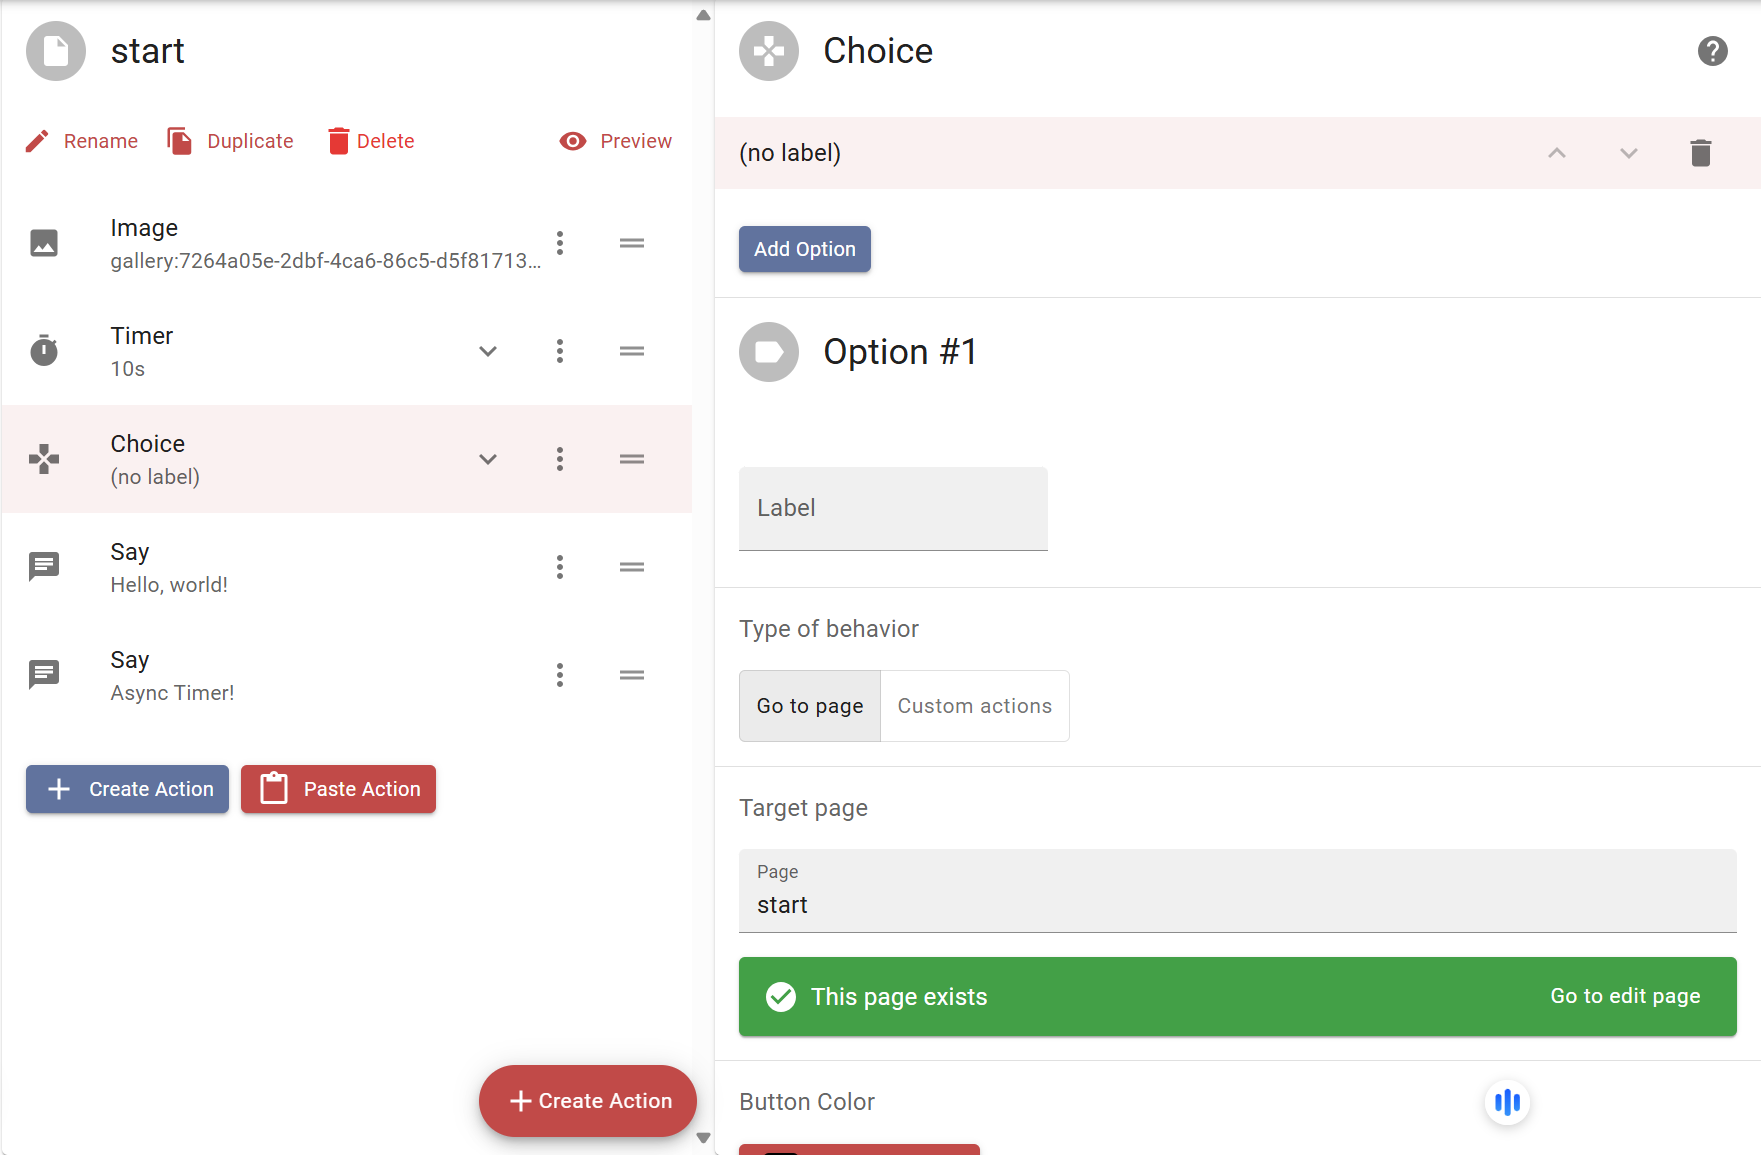 start
Rename
Duplicate
Delete
Preview
Image
gallery:7264a05e-2dbf-4ca6-86c5-d5f81713...
Timer
10s
Choice
(no label)
Say
Hello, world!
Say
Async Timer!
Create Action
Paste Action
Create Action
Choice
(no label)
Add Option
Option #1
Label
Type of behavior
Go to page
Custom actions
Target page
Page
start
This page exists
Go to edit page
Button Color